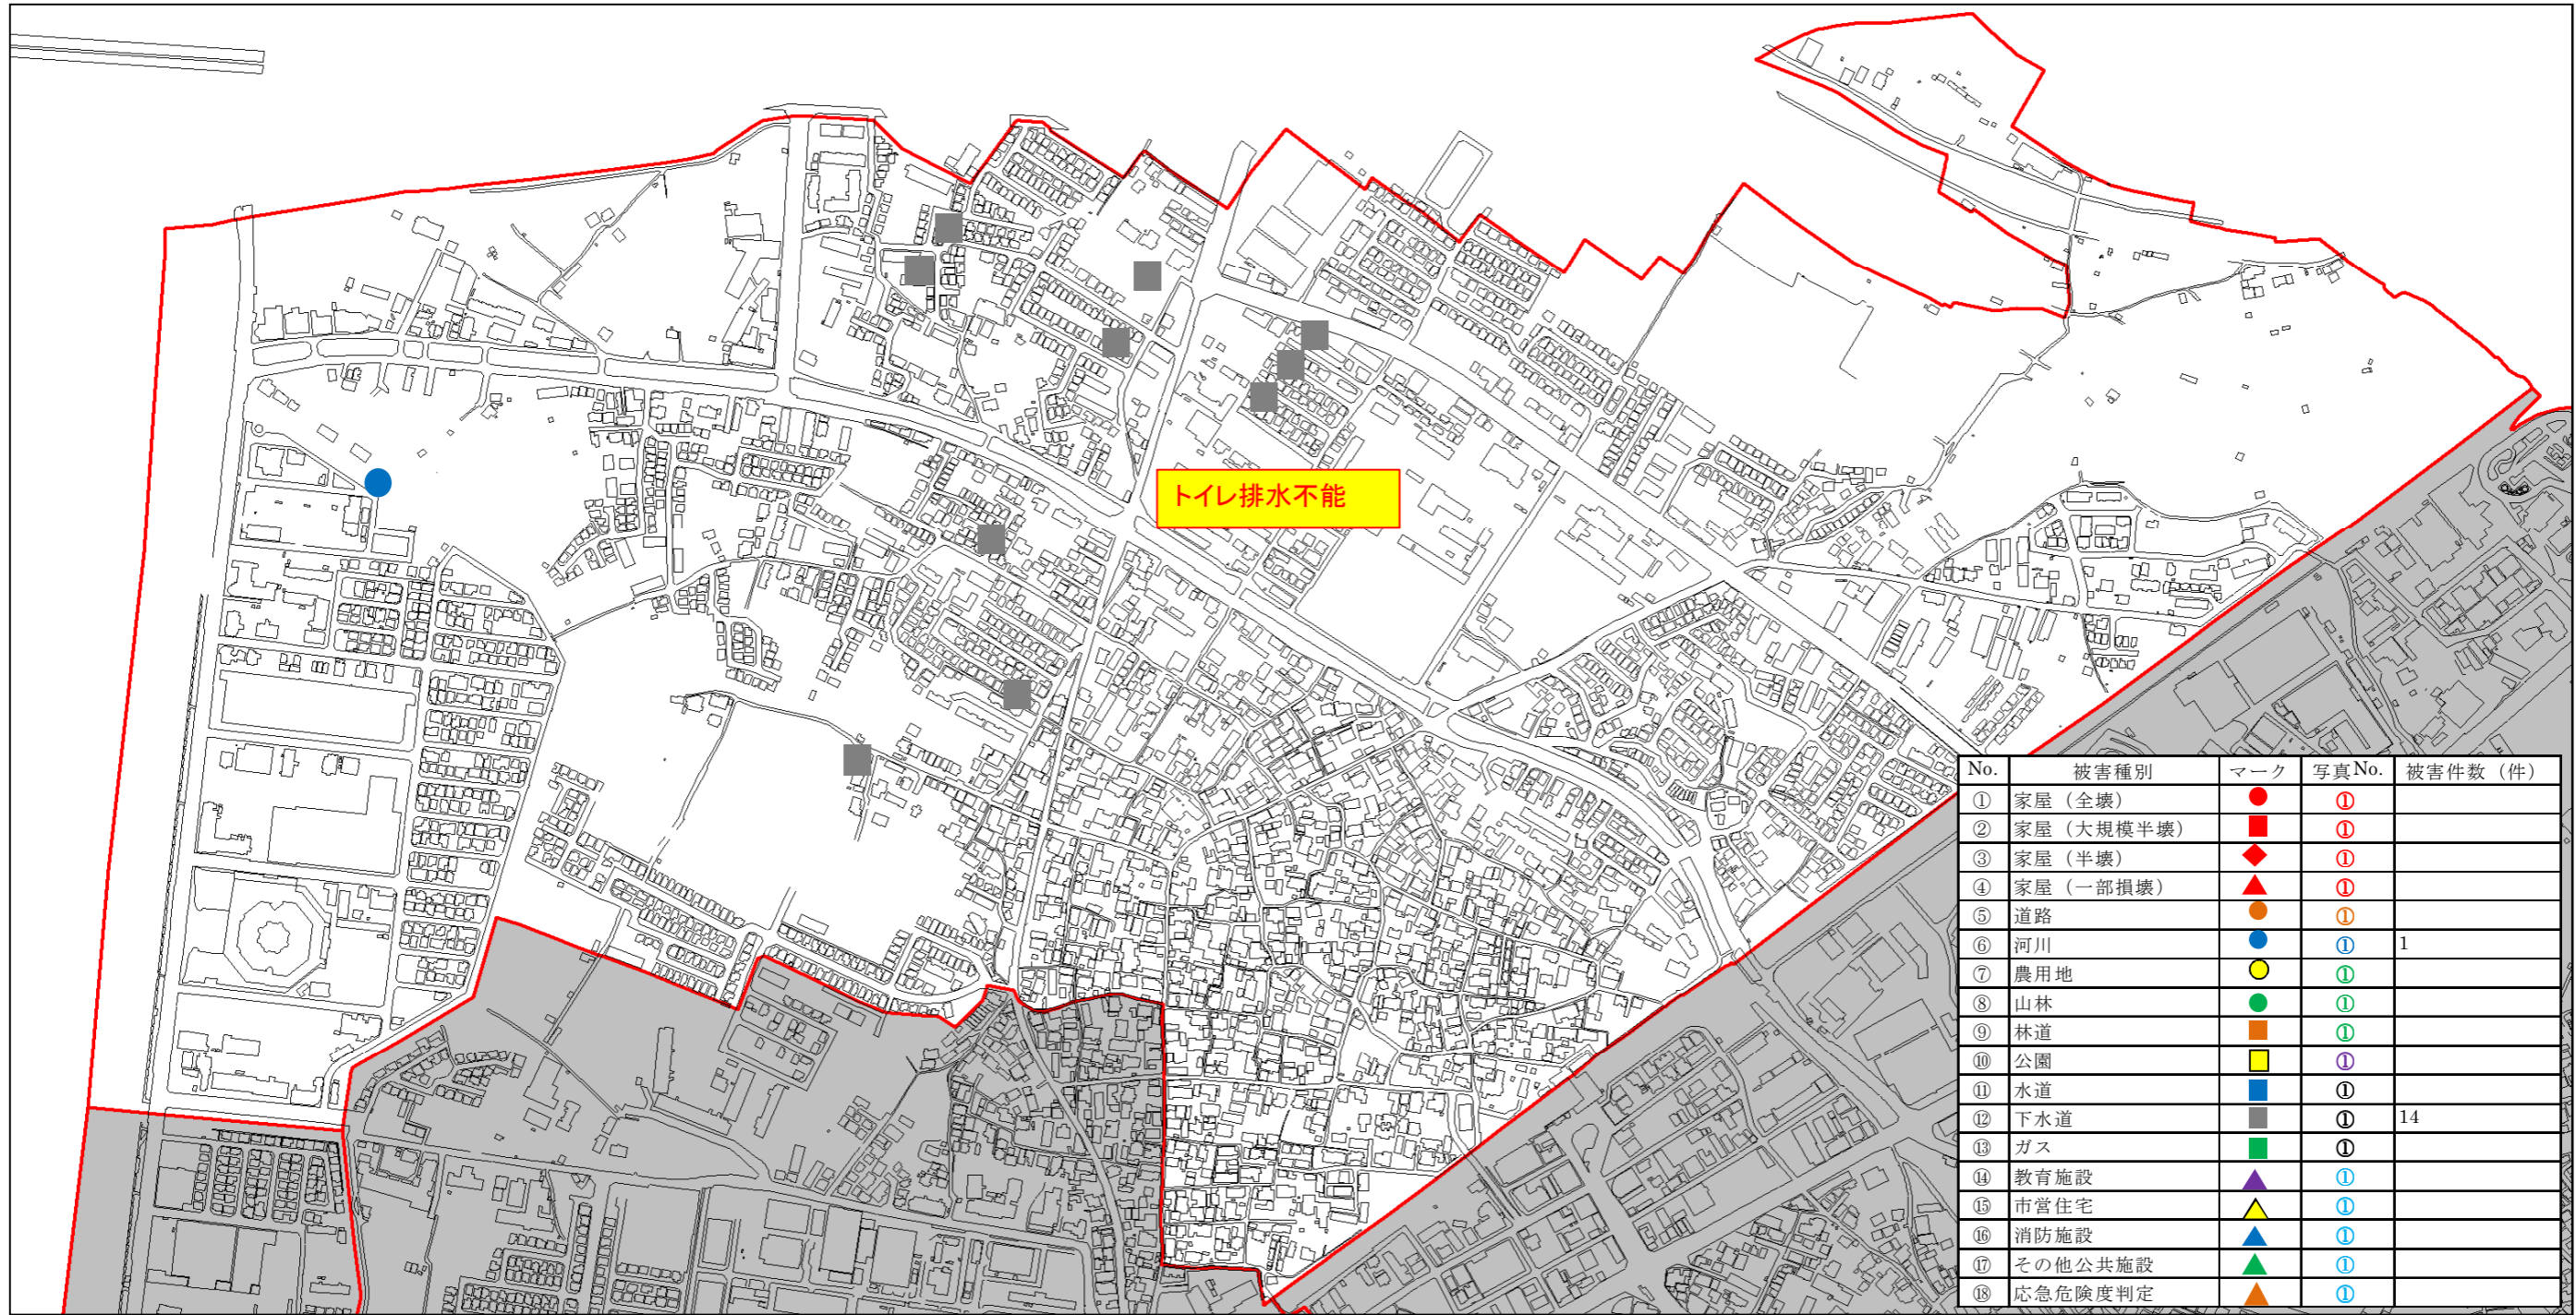 トイレ排水不能
No. 被害種別 マーク 写真No. 被害件数（件）
① 家屋（全壊） ①
② 家屋（大規模半壊） ①
③ 家屋（半壊） ①
④ 家屋（一部損壊） ①
⑤ 道路 ①
⑥ 河川 ① 1
⑦ 農用地 ①
⑧ 山林 ①
⑨ 林道 ①
⑩ 公園 ①
⑪ 水道 ①
⑫ 下水道 ① 14
⑬ ガス ①
⑭ 教育施設 ①
⑮ 市営住宅 ①
⑯ 消防施設 ①
⑰ その他公共施設 ①
⑱ 応急危険度判定 ①